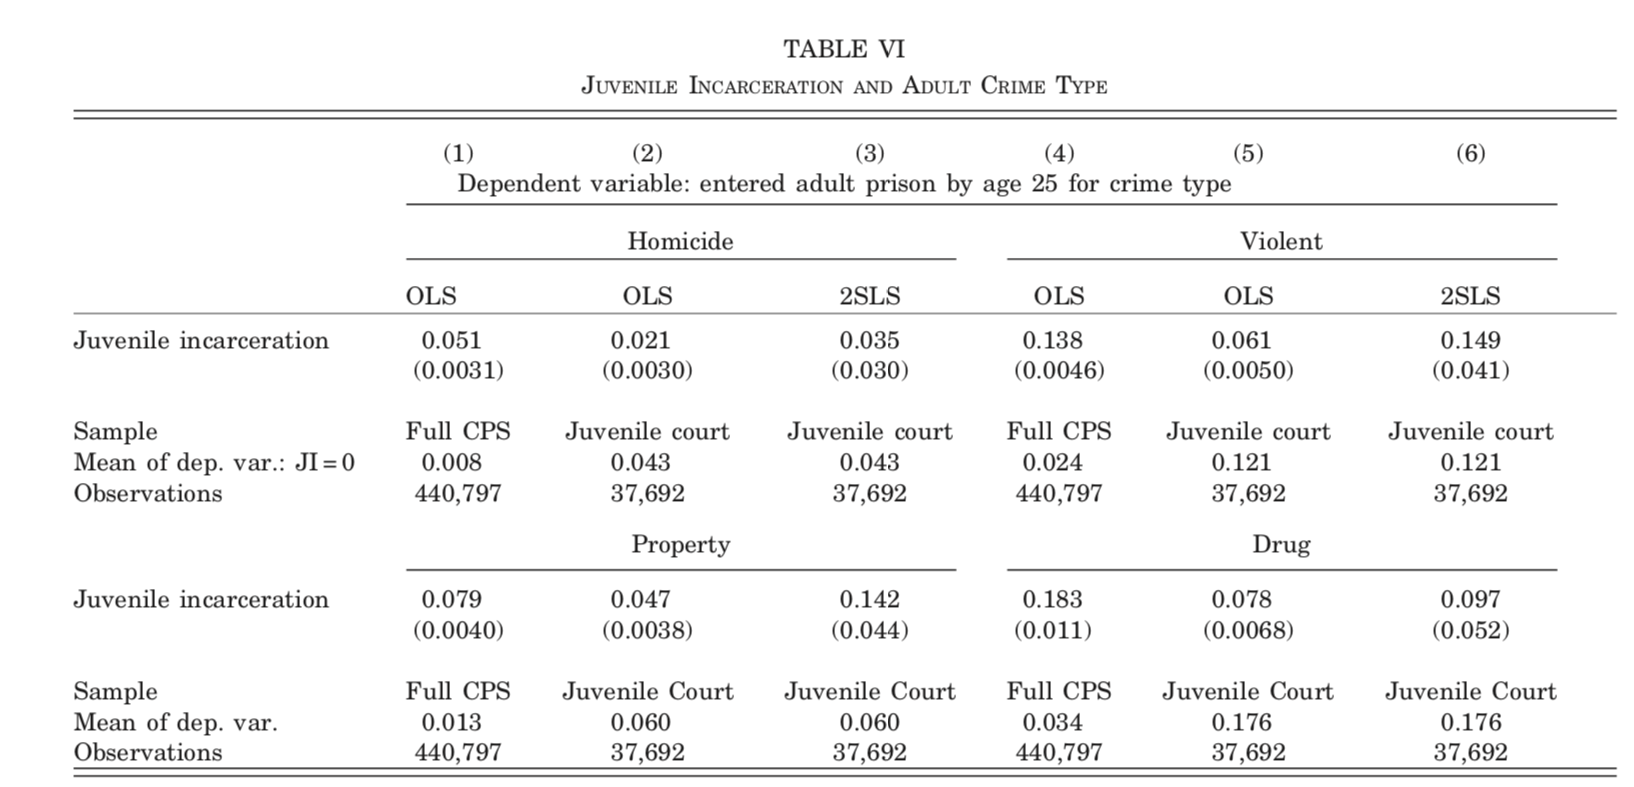 TABLE VI
JUVENILE INCARCERATION AND ADULT CRIME TYPE
(1) (2) (3) (4) (5) (6)
Dependent variable: entered adult prison by age 25 for crime type
Homicide Violent
OLS OLS 2SLS OLS OLS 2SLS
Juvenile incarceration 0.051 0.021 0.035 0.138 0.061 0.149
(0.0031) (0.0030) (0.030) (0.0046) (0.0050) (0.041)
Sample Full CPS Juvenile court Juvenile court Full CPS Juvenile court Juvenile court
Mean of dep. var.: JI = 0 0.008 0.043 0.043 0.024 0.121 0.121
Observations 440,797 37,692 37,692 440,797 37,692 37,692
Property Drug
Juvenile incarceration 0.079 0.047 0.142 0.183 0.078 0.097
(0.0040) (0.0038) (0.044) (0.011) (0.0068) (0.052)
Sample Full CPS Juvenile Court Juvenile Court Full CPS Juvenile Court Juvenile Court
Mean of dep. var. 0.013 0.060 0.060 0.034 0.176 0.176
Observations 440,797 37,692 37,692 440,797 37,692 37,692